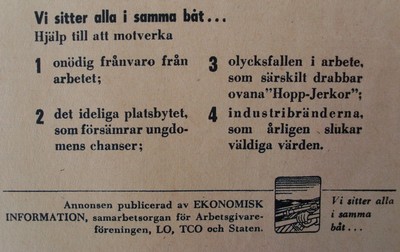 Vi sitter alla i samma båt...
Hjälp till att motverka
1 onödig frånvaro från
arbetet;
2 det ideliga platsbytet,
som försämrar ungdo-
mens chanser;
3 olycksfallen i arbete,
som särskilt drabbar
ovana"Hopp-Jerkor";
4 industribränderna,
som årligen slukar
väldiga värden.
Annonsen publicerad av EKONOMISK
INFORMATION, samarbetsorgan för Arbetsgivare-
föreningen, LO, TCO och Staten.
Vi sitter alla
i samma
båt...